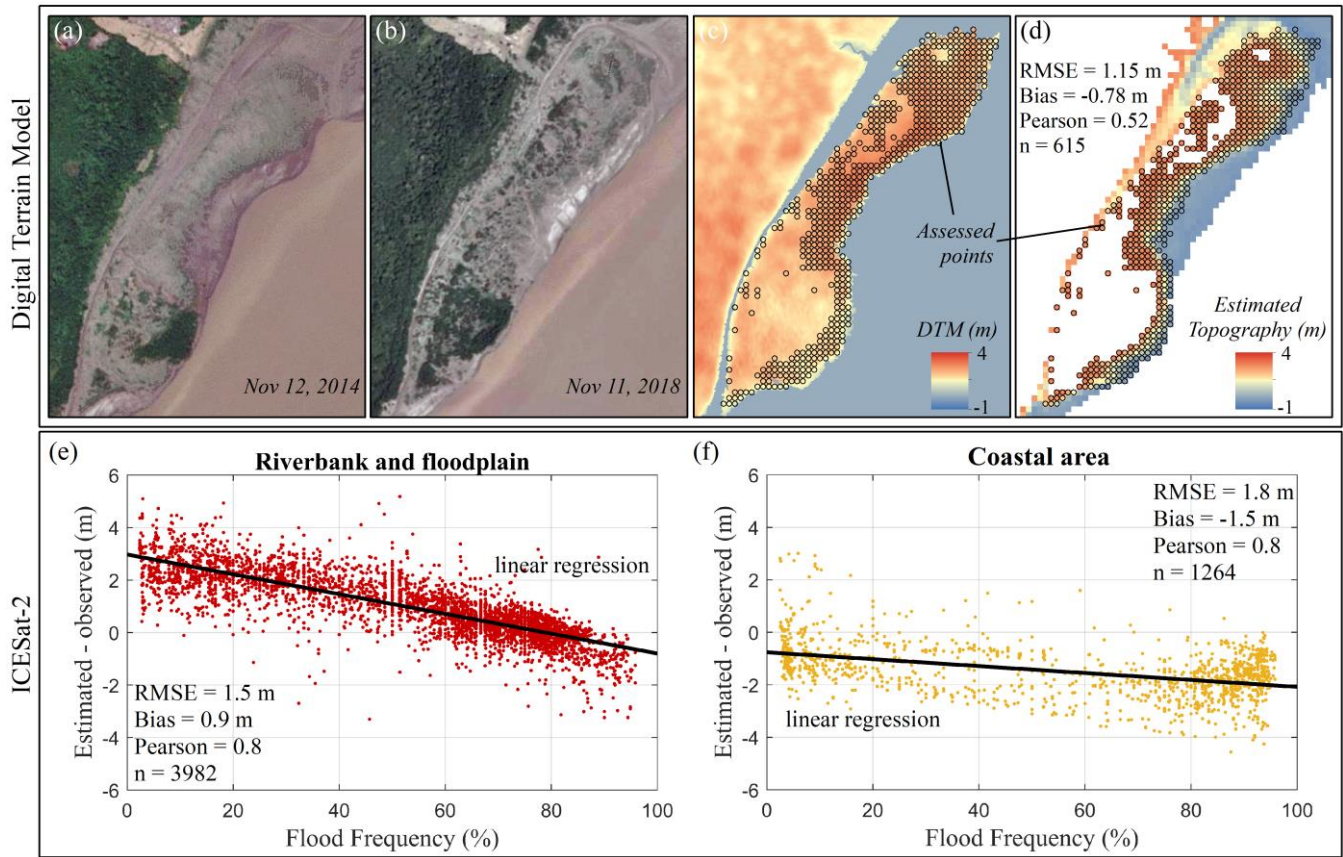 Digital Terrain Model
(a)
Nov 12, 2014
(b)
Nov 11, 2018
(c)
Assessed
points
DTM (m)
4
-1
(d)
RMSE = 1.15 m
Bias = -0.78 m
Pearson = 0.52
n = 615
Estimated
Topography (m)
4
-1
ICESat-2
(e)
Riverbank and floodplain
Estimated - observed (m)
6
4
2
0
-2
-4
-6
linear regression
RMSE = 1.5 m
Bias = 0.9 m
Pearson = 0.8
n = 3982
0 20 40 60 80 100
Flood Frequency (%)
(f)
Coastal area
Estimated - observed (m)
6
4
2
0
-2
-4
-6
RMSE = 1.8 m
Bias = -1.5 m
Pearson = 0.8
n = 1264
linear regression
0 20 40 60 80 100
Flood Frequency (%)